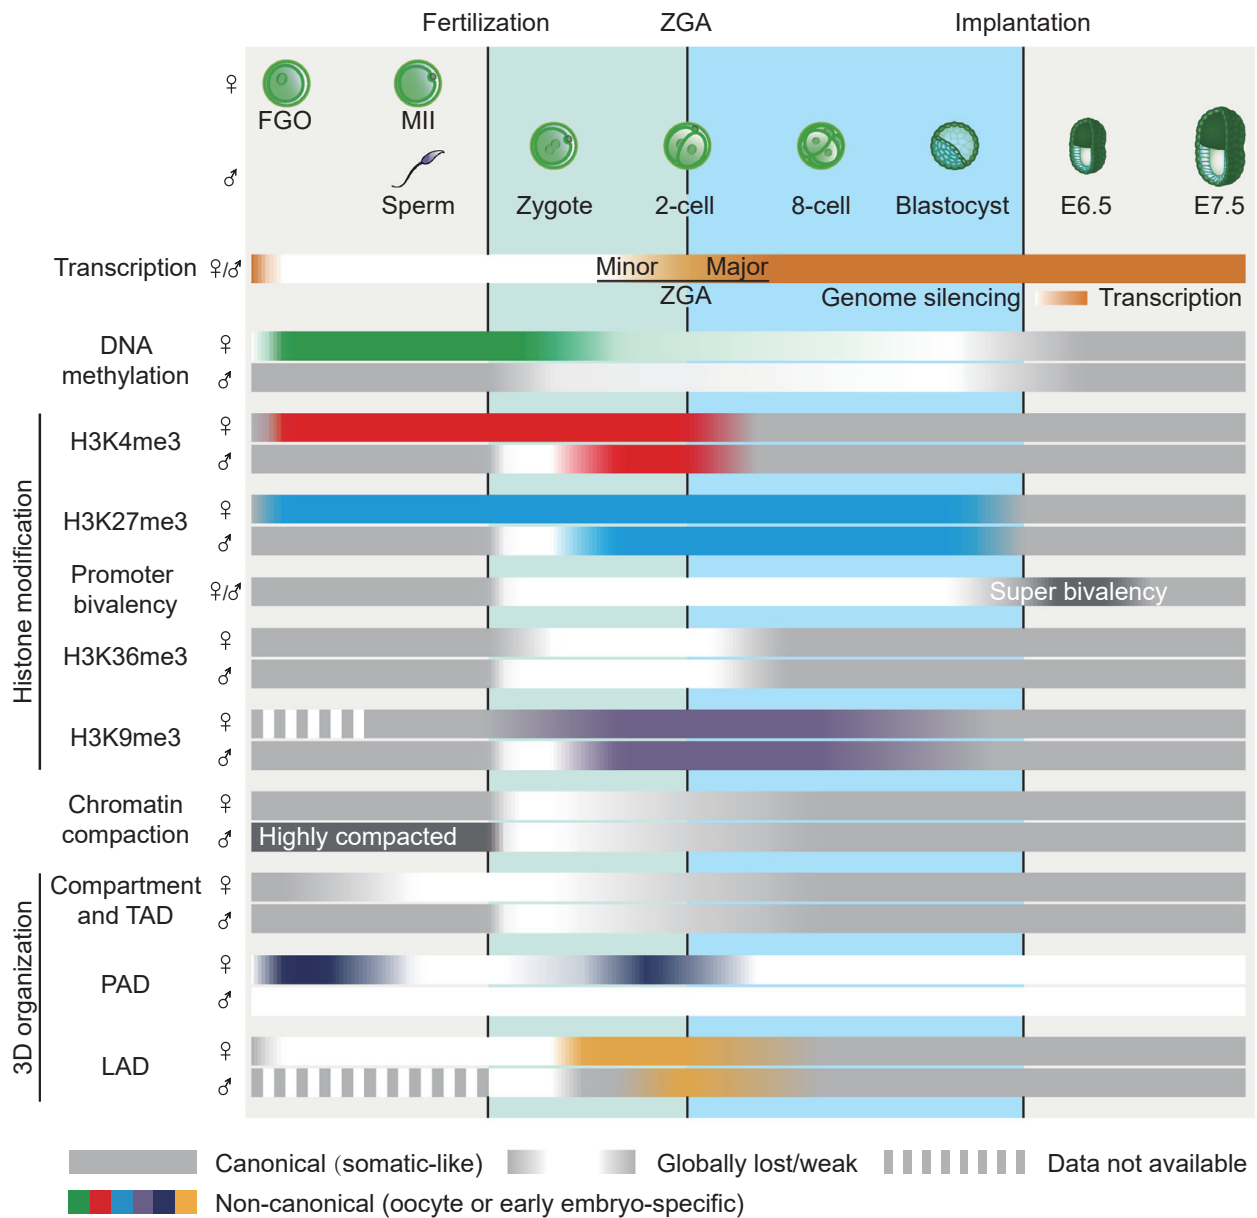 Fertilization ZGA Implantation
♀
FGO MII
♂
Sperm Zygote 2-cell 8-cell Blastocyst E6.5 E7.5
Transcription ♀/♂ Minor Major
ZGA Genome silencing Transcription
DNA
methylation
♀
♂
Histone modification
H3K4me3
♀
♂
H3K27me3
♀
♂
Promoter
bivalency
♀/♂ Super bivalency
H3K36me3
♀
♂
H3K9me3
♀
♂
Chromatin
compaction
♀
♂ Highly compacted
3D organization
Compartment
and TAD
♀
♂
PAD
♀
♂
LAD
♀
♂
Canonical (somatic-like) Globally lost/weak Data not available
Non-canonical (oocyte or early embryo-specific)